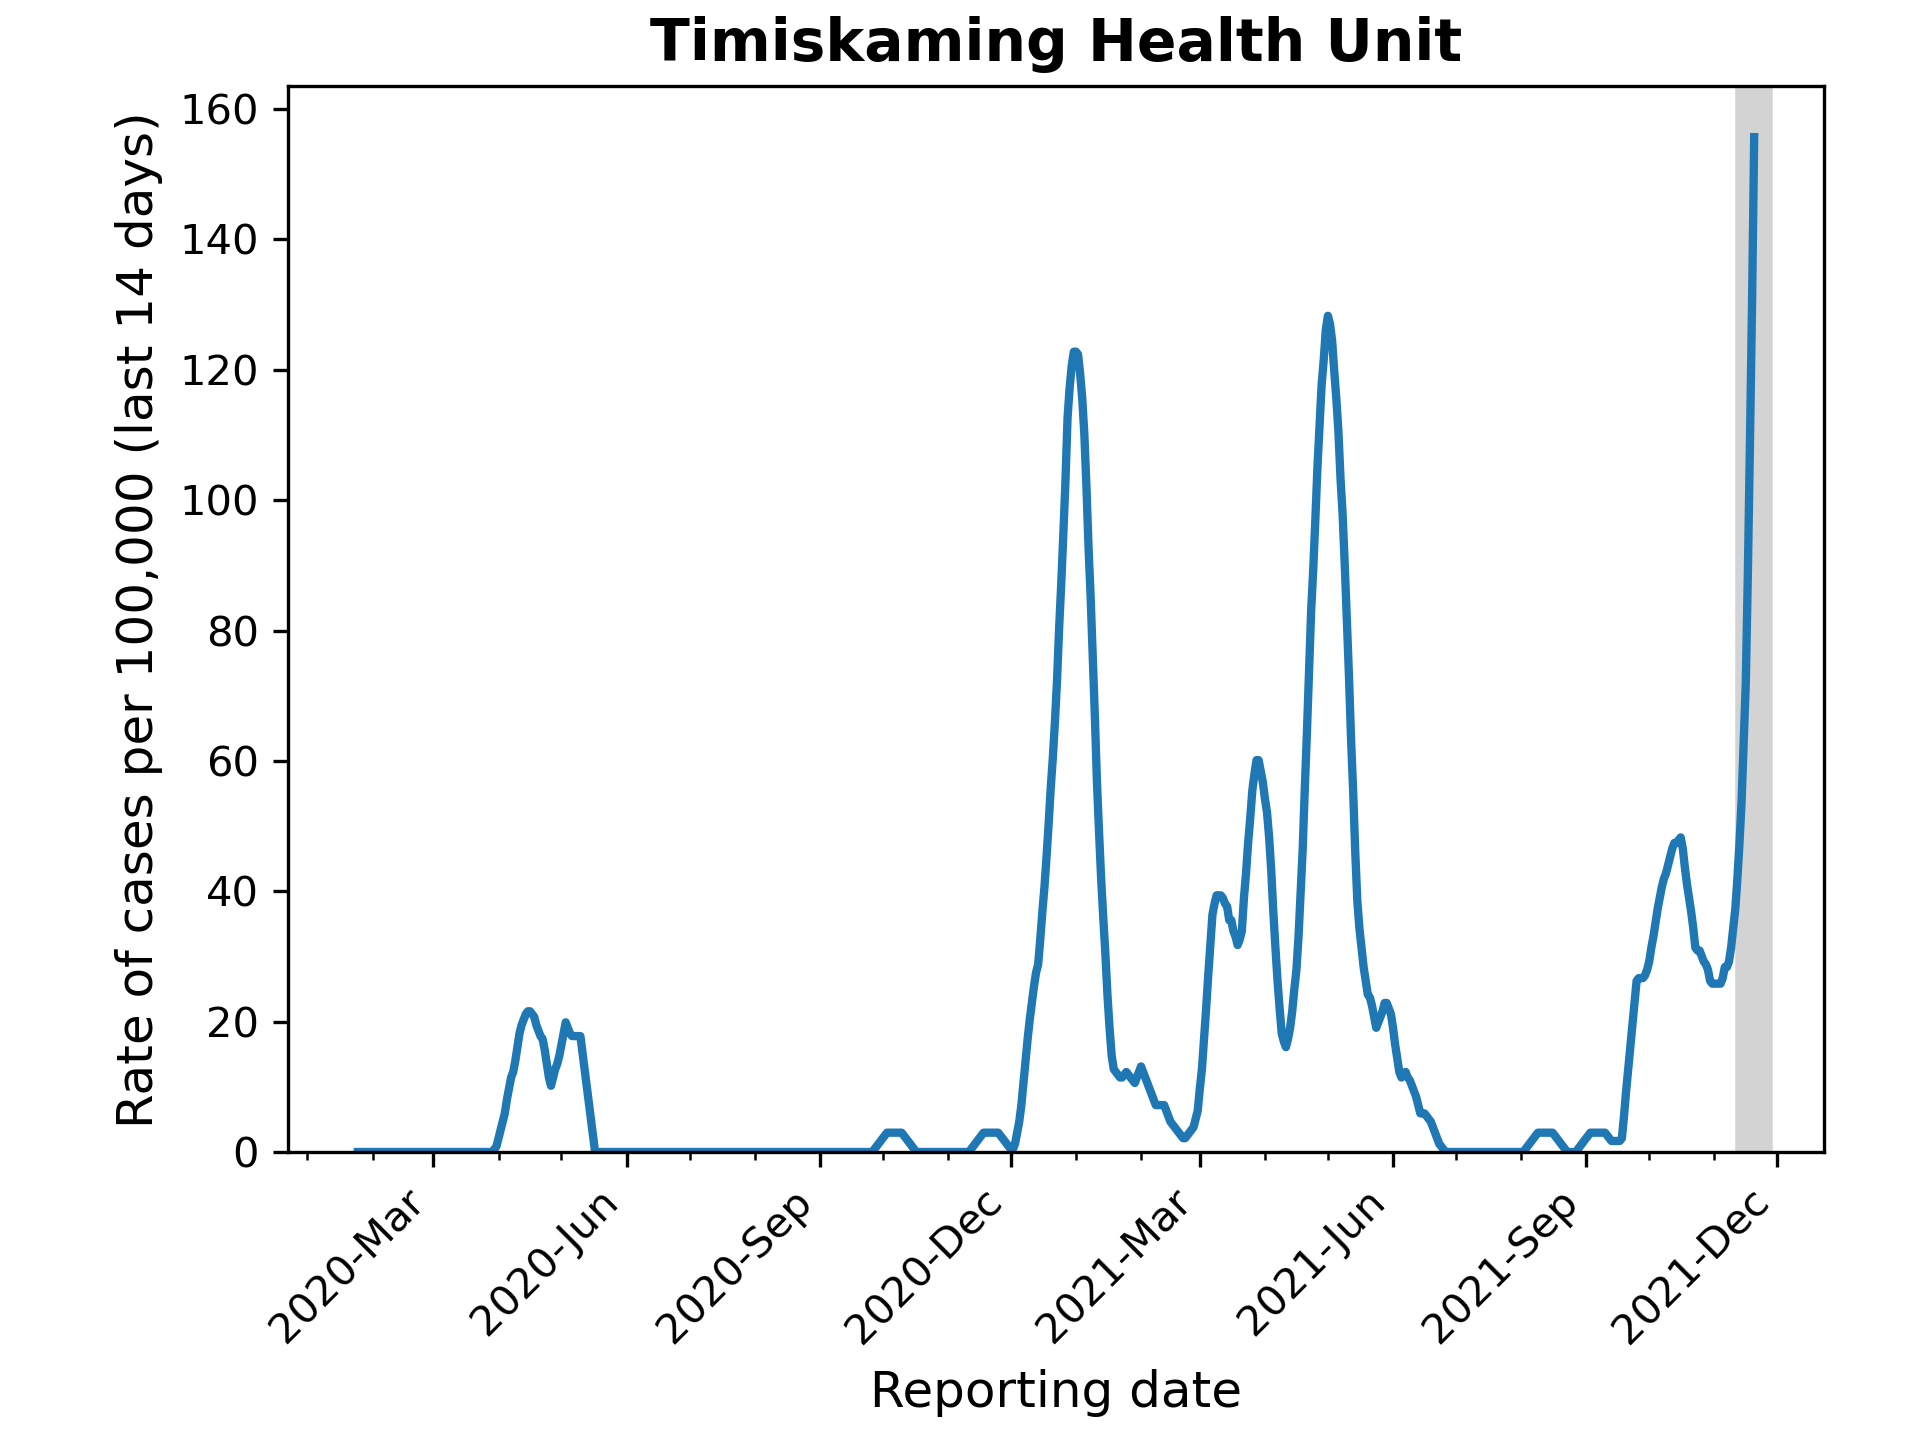 Timiskaming Health Unit
Rate of cases per 100,000 (last 14 days)
160
140
120
100
80
60
40
20
0
2020-Mar
2020-Jun
2020-Sep
2020-Dec
2021-Mar
2021-Jun
2021-Sep
2021-Dec
Reporting date